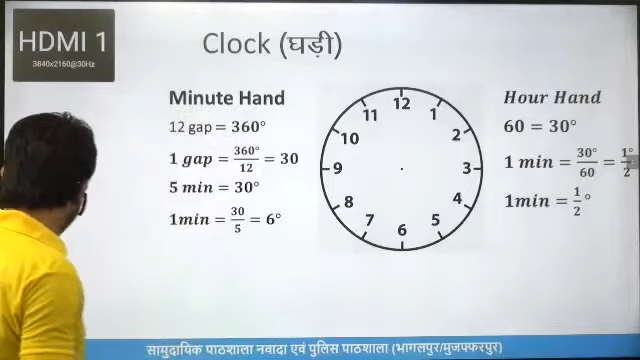 HDMI 1
3840x2160@30Hz
Clock (घड़ी)
Minute Hand
12 gap = 360°
1 gap = 360°/12 = 30
5 min = 30°
1min = 30/5 = 6°
12
1
2
3
4
5
6
7
8
9
10
11
Hour Hand
60 = 30°
1 min = 30°/60 = 1°/2
1min = 1/2 °
सामुदायिक पाठशाला नवादा एवं पुलिस पाठशाला (भागलपुर/मुजफ्फरपुर)